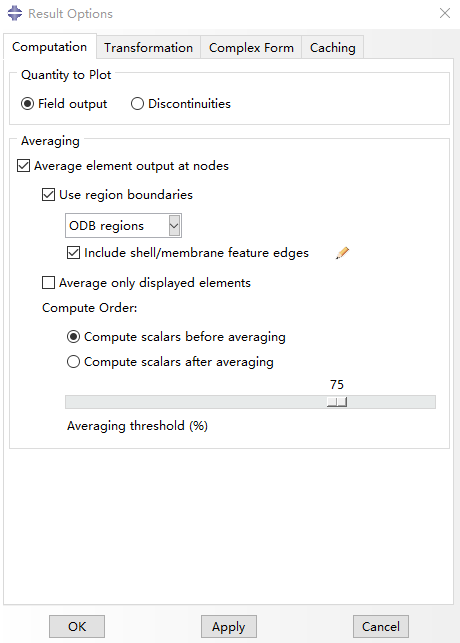 Result Options
Computation Transformation Complex Form Caching
Quantity to Plot
Field output Discontinuities
Averaging
Average element output at nodes
Use region boundaries
ODB regions
Include shell/membrane feature edges
Average only displayed elements
Compute Order:
Compute scalars before averaging
Compute scalars after averaging
75
Averaging threshold (%)
OK Apply Cancel